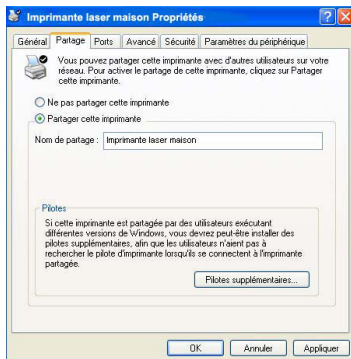 Imprimante laser maison Propriétés
Général Partage Ports Avancé Sécurité Paramètres du périphérique
Vous pouvez partager cette imprimante avec d'autres utilisateurs sur votre
réseau. Pour activer le partage de cette imprimante, cliquez sur Partager
cette imprimante.
Ne pas partager cette imprimante
Partager cette imprimante
Nom de partage : Imprimante laser maison
Pilotes
Si cette imprimante est partagée par des utilisateurs exécutant
différentes versions de Windows, vous devrez peut-être installer des
pilotes supplémentaires, afin que les utilisateurs n'aient pas à
rechercher le pilote d'imprimante lorsqu'ils se connectent à l'imprimante
partagée.
Pilotes supplémentaires...
OK Annuler Appliquer